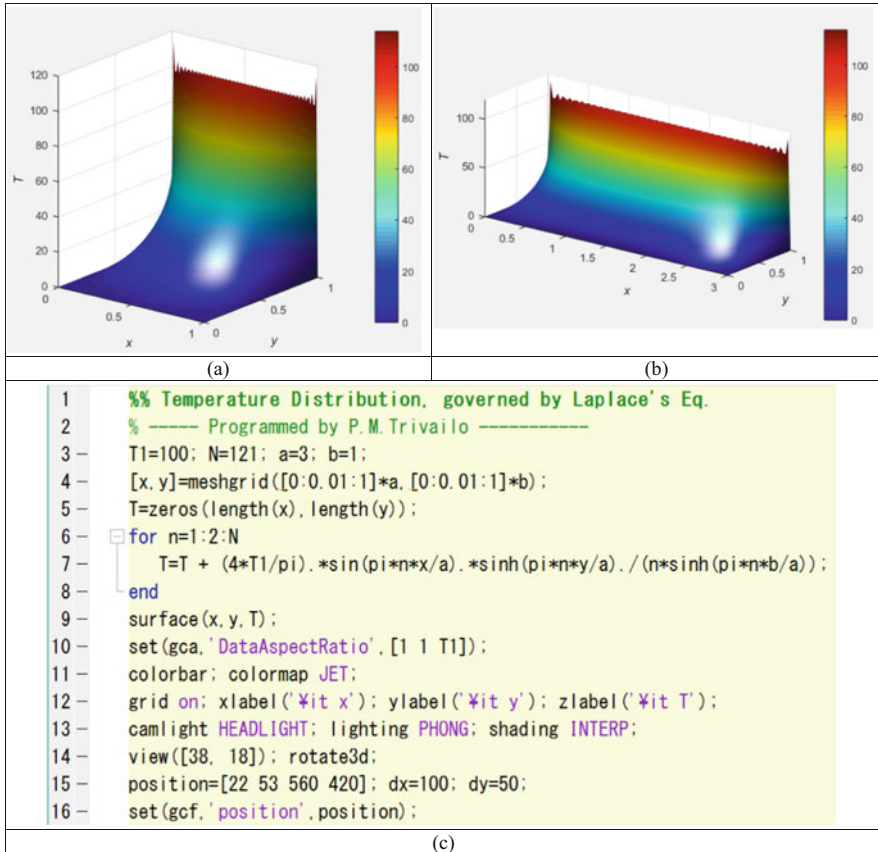 120
100
80
60
40
20
0
T
0
0.5
1
x
0
0.5
1
y
100
80
60
40
20
0
(a)
100
50
0
T
0
0.5
1
1.5
2
2.5
3
x
0
0.5
1
y
100
80
60
40
20
0
(b)
1 %% Temperature Distribution, governed by Laplace's Eq.
2 % ----- Programmed by P.M.Trivailo -----------
3 – T1=100; N=121; a=3; b=1;
4 – [x,y]=meshgrid([0:0.01:1]*a,[0:0.01:1]*b);
5 – T=zeros(length(x),length(y));
6 – for n=1:2:N
7 – T=T + (4*T1/pi).*sin(pi*n*x/a).*sinh(pi*n*y/a)./(n*sinh(pi*n*b/a));
8 – end
9 – surface(x,y,T);
10 – set(gca,'DataAspectRatio',[1 1 T1]);
11 – colorbar; colormap JET;
12 – grid on; xlabel('¥it x'); ylabel('¥it y'); zlabel('¥it T');
13 – camlight HEADLIGHT; lighting PHONG; shading INTERP;
14 – view([38, 18]); rotate3d;
15 – position=[22 53 560 420]; dx=100; dy=50;
16 – set(gcf,'position',position);
(c)